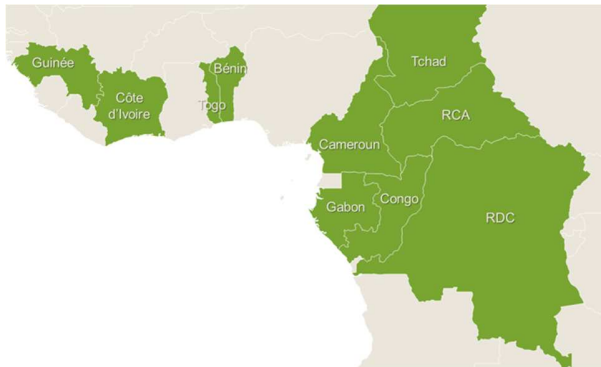 Guinée
Côte
d'Ivoire
Togo
Bénin
Tchad
RCA
Cameroun
Gabon
Congo
RDC